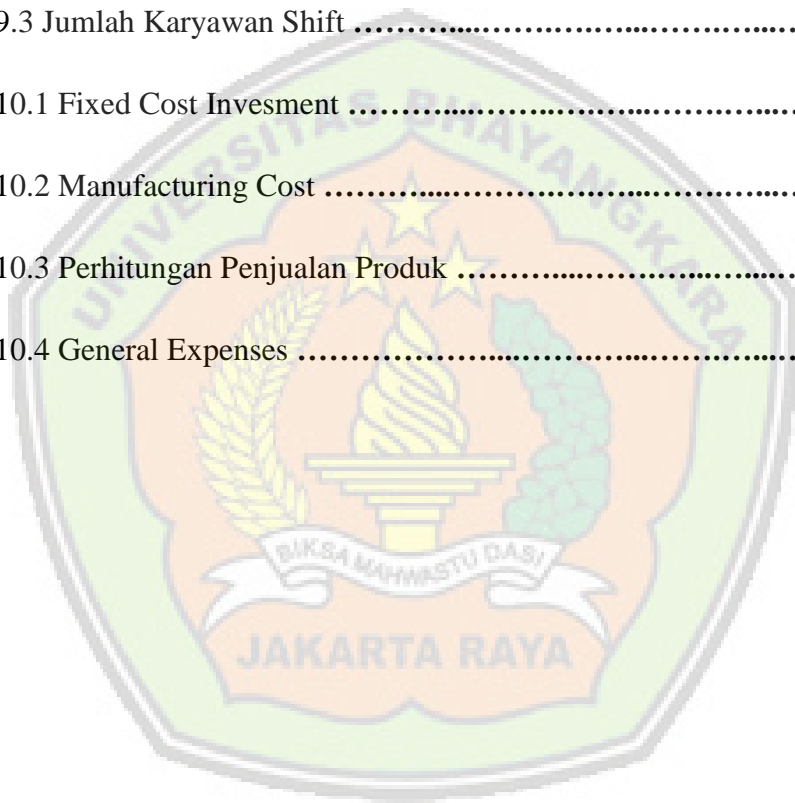 9.3 Jumlah Karyawan Shift ………....…….….…...…….…...…
10.1 Fixed Cost Invesment ………....……..….…...…….…...…
10.2 Manufacturing Cost ………....……….….…...…….…...…
10.3 Perhitungan Penjualan Produk ………....……….…...…...…
10.4 General Expenses ………………....…….….…...…….…...…
UNIVERSITAS BHAYANGKARA
BIKSA MAHWASTU DASI
JAKARTA RAYA